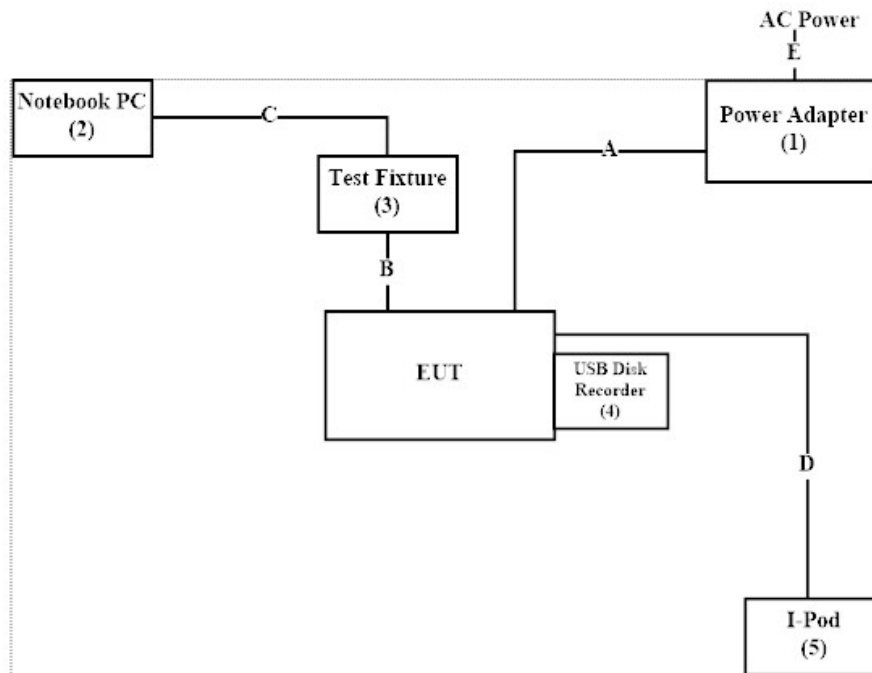 AC Power
E
Notebook PC
(2)
C
Power Adapter
(1)
A
Test Fixture
(3)
B
EUT
USB Disk
Recorder
(4)
D
I-Pod
(5)